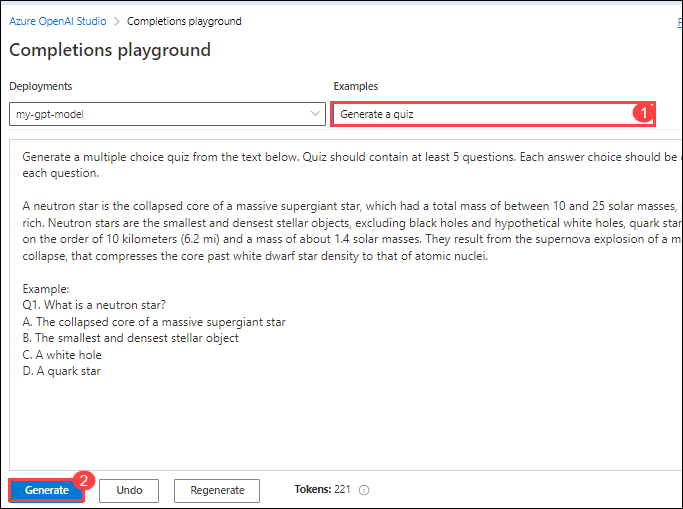 Azure OpenAI Studio > Completions playground
Completions playground
Deployments
Examples
my-gpt-model
Generate a quiz
1
Generate a multiple choice quiz from the text below. Quiz should contain at least 5 questions. Each answer choice should be
each question.
A neutron star is the collapsed core of a massive supergiant star, which had a total mass of between 10 and 25 solar masses,
rich. Neutron stars are the smallest and densest stellar objects, excluding black holes and hypothetical white holes, quark star
on the order of 10 kilometers (6.2 mi) and a mass of about 1.4 solar masses. They result from the supernova explosion of a m
collapse, that compresses the core past white dwarf star density to that of atomic nuclei.
Example:
Q1. What is a neutron star?
A. The collapsed core of a massive supergiant star
B. The smallest and densest stellar object
C. A white hole
D. A quark star
2
Generate
Undo
Regenerate
Tokens: 221